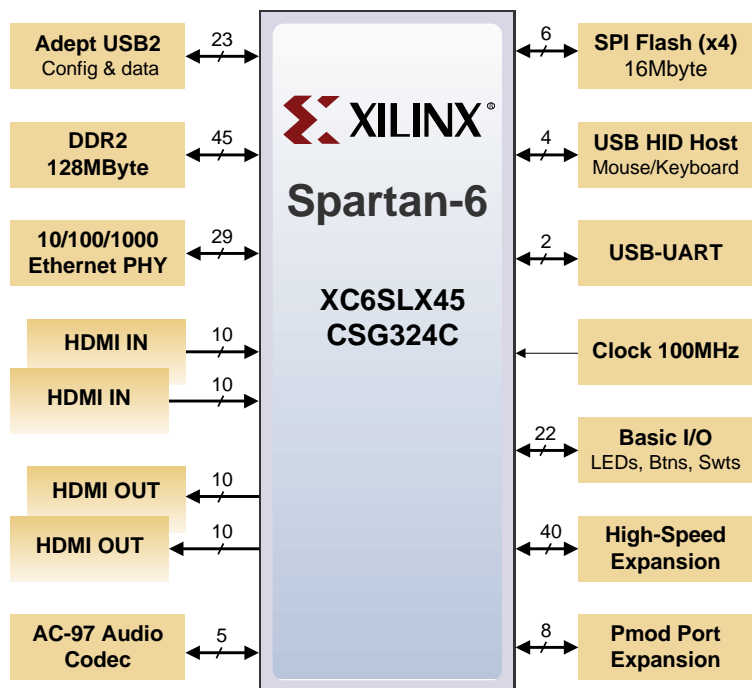 Adept USB2
Config & data
23
DDR2
128MByte
45
10/100/1000
Ethernet PHY
29
HDMI IN
10
HDMI IN
10
HDMI OUT
10
HDMI OUT
10
AC-97 Audio
Codec
5
XILINX®
Spartan-6
XC6SLX45
CSG324C
6
SPI Flash (x4)
16Mbyte
4
USB HID Host
Mouse/Keyboard
2
USB-UART
Clock 100MHz
22
Basic I/O
LEDs, Btns, Swts
40
High-Speed
Expansion
8
Pmod Port
Expansion